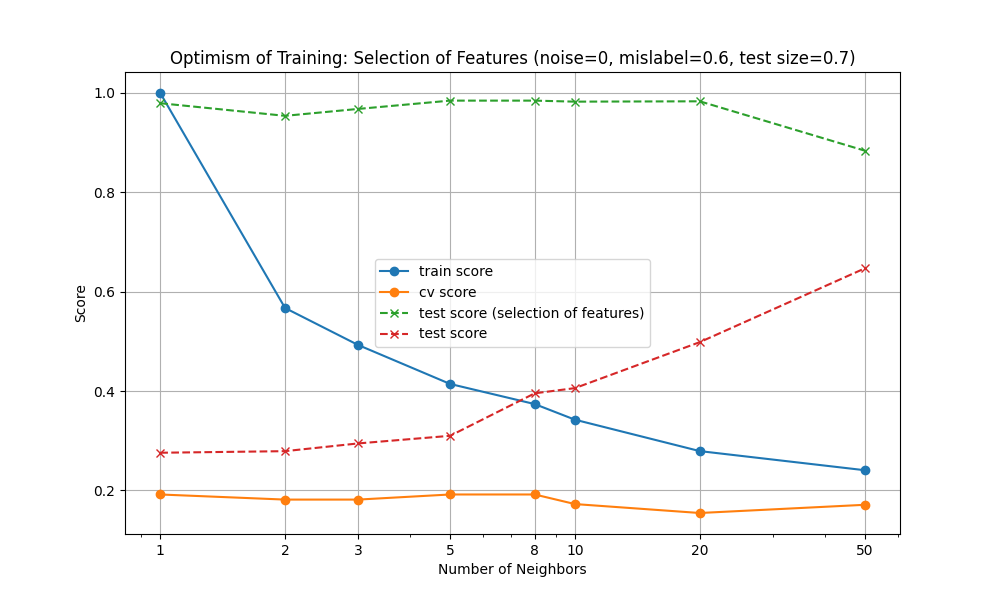 Optimism of Training: Selection of Features (noise=0, mislabel=0.6, test size=0.7)
1.0
0.8
0.6
0.4
0.2
Score
train score
cv score
test score (selection of features)
test score
1 2 3 5 8 10 20 50
Number of Neighbors